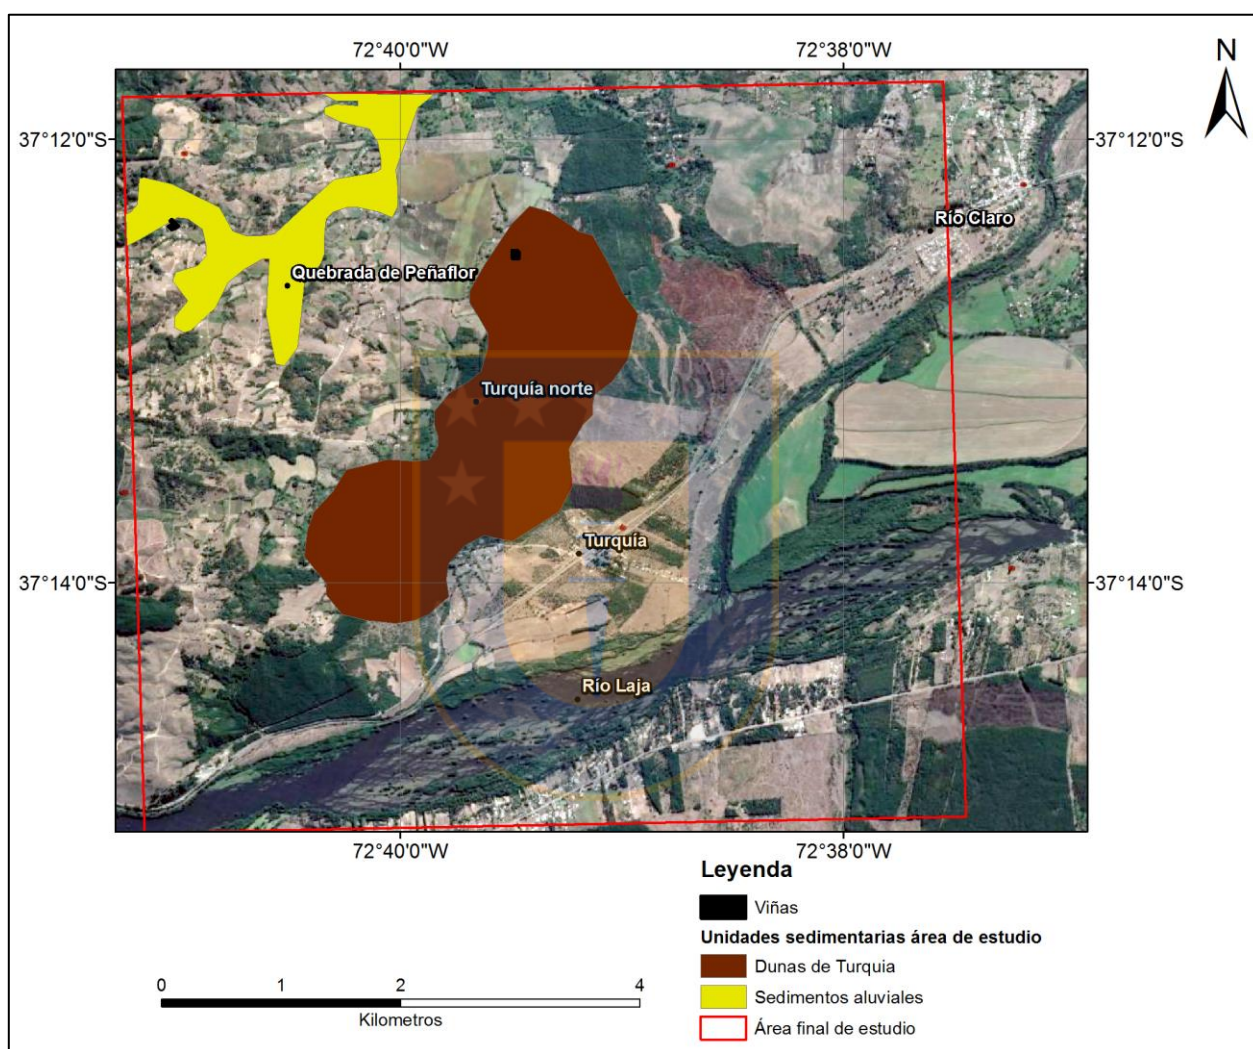 72°40'0"W
72°38'0"W
N
37°12'0"S
37°12'0"S
Río Claro
Quebrada de Peñaflor
Turquía norte
Turquía
37°14'0"S
37°14'0"S
Río Laja
72°40'0"W
72°38'0"W
Leyenda
Viñas
Unidades sedimentarias área de estudio
Dunas de Turquia
Sedimentos aluviales
Área final de estudio
0 1 2 4
Kilometros